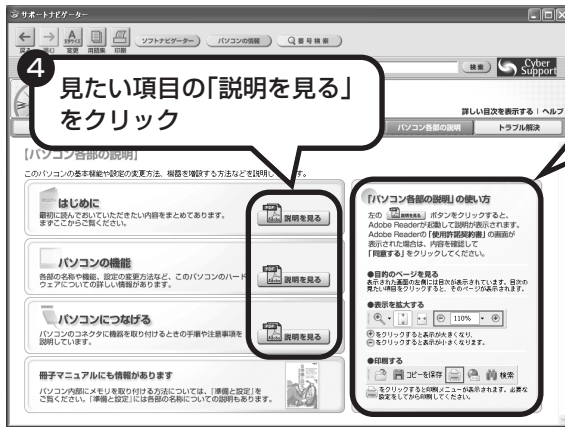 サポートナビゲーター
戻る 進む 文字サイズ 変更 用語集 印刷 ソフトナビゲーター パソコンの情報 番号検索
検索 Cyber Support
4
見たい項目の「説明を見る」
をクリック
詳しい目次を表示する | ヘルプ
パソコン各部の説明 トラブル解決
[パソコン各部の説明]
このパソコンの基本機能や設定の変更方法、機器を増設する方法などを説明します。
はじめに
最初に読んでおいていただきたい内容をまとめてあります。
まずここからご覧ください。
説明を見る
パソコンの機能
各部の名称や機能、設定の変更方法など、このパソコンのハード
ウェアについての詳しい情報があります。
説明を見る
パソコンにつなげる
パソコンのコネクタに機器を取り付けるときの手順や注意事項を
説明しています。
説明を見る
冊子マニュアルにも情報があります
パソコン内部にメモリを取り付ける方法については、『準備と設定』を
ご覧ください。『準備と設定』には各部の名称についての説明もあります。
「パソコン各部の説明」の使い方
左の 説明を見る ボタンをクリックすると、
Adobe Readerが起動して説明が表示されます。
Adobe Readerの「使用許諾契約書」の画面が
表示された場合は、内容を確認して
「同意する」をクリックしてください。
●目的のページを見る
表示された画面の左側には目次が表示されています。目次の
見たい項目をクリックすると、そのページが表示されます。
●表示を拡大する
110%
をクリックすると表示が大きくなり、
をクリックすると表示が小さくなります。
●印刷する
コピーを保存 検索
をクリックすると印刷メニューが表示されます。必要な
設定をしてから印刷してください。